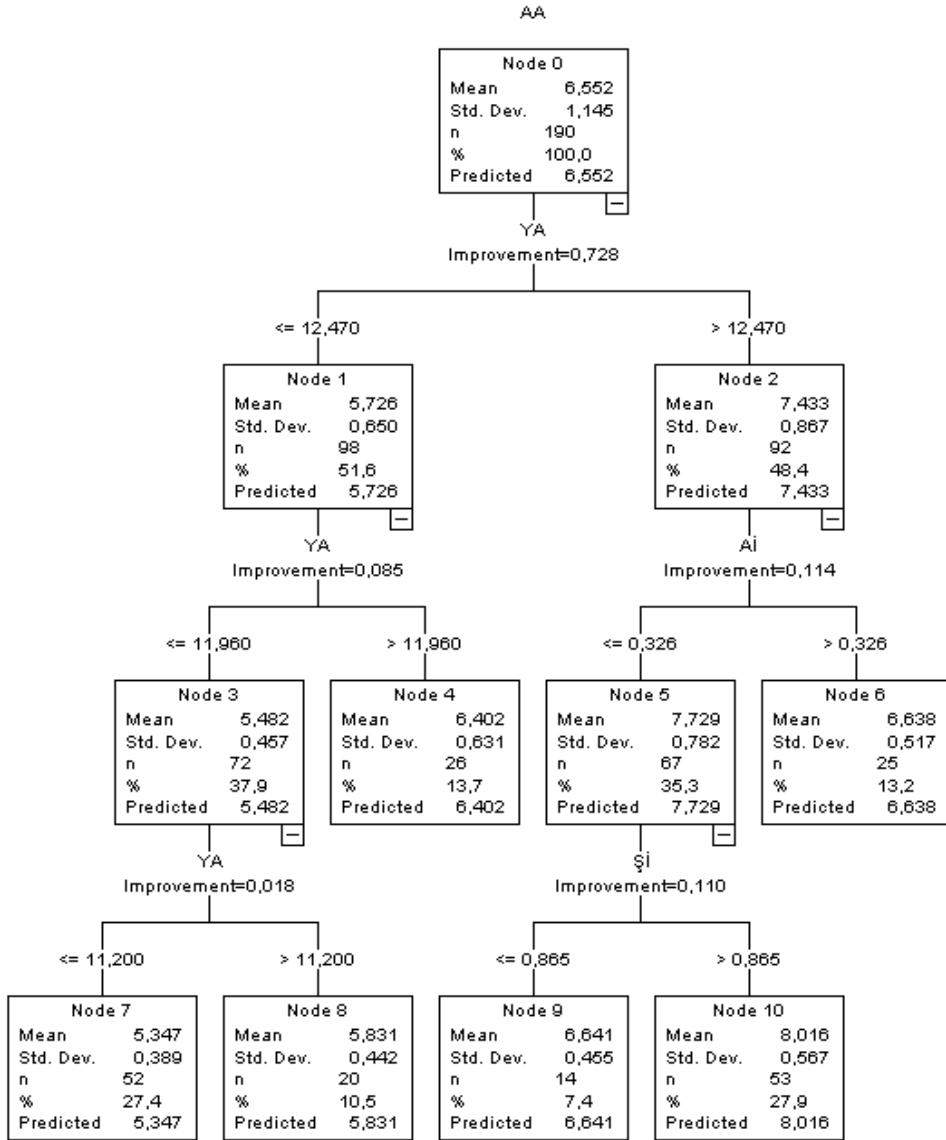 AA
Node 0
Mean 6,552
Std. Dev. 1,145
n 190
% 100,0
Predicted 6,552
YA
Improvement=0,728
<= 12,470
> 12,470
Node 1
Mean 5,726
Std. Dev. 0,650
n 98
% 51,6
Predicted 5,726
Node 2
Mean 7,433
Std. Dev. 0,867
n 92
% 48,4
Predicted 7,433
YA
Improvement=0,085
Aİ
Improvement=0,114
<= 11,960
> 11,960
<= 0,326
> 0,326
Node 3
Mean 5,482
Std. Dev. 0,457
n 72
% 37,9
Predicted 5,482
Node 4
Mean 6,402
Std. Dev. 0,631
n 26
% 13,7
Predicted 6,402
Node 5
Mean 7,729
Std. Dev. 0,782
n 67
% 35,3
Predicted 7,729
Node 6
Mean 6,638
Std. Dev. 0,517
n 25
% 13,2
Predicted 6,638
YA
Improvement=0,018
Şİ
Improvement=0,110
<= 11,200
> 11,200
<= 0,865
> 0,865
Node 7
Mean 5,347
Std. Dev. 0,389
n 52
% 27,4
Predicted 5,347
Node 8
Mean 5,831
Std. Dev. 0,442
n 20
% 10,5
Predicted 5,831
Node 9
Mean 6,641
Std. Dev. 0,455
n 14
% 7,4
Predicted 6,641
Node 10
Mean 8,016
Std. Dev. 0,567
n 53
% 27,9
Predicted 8,016